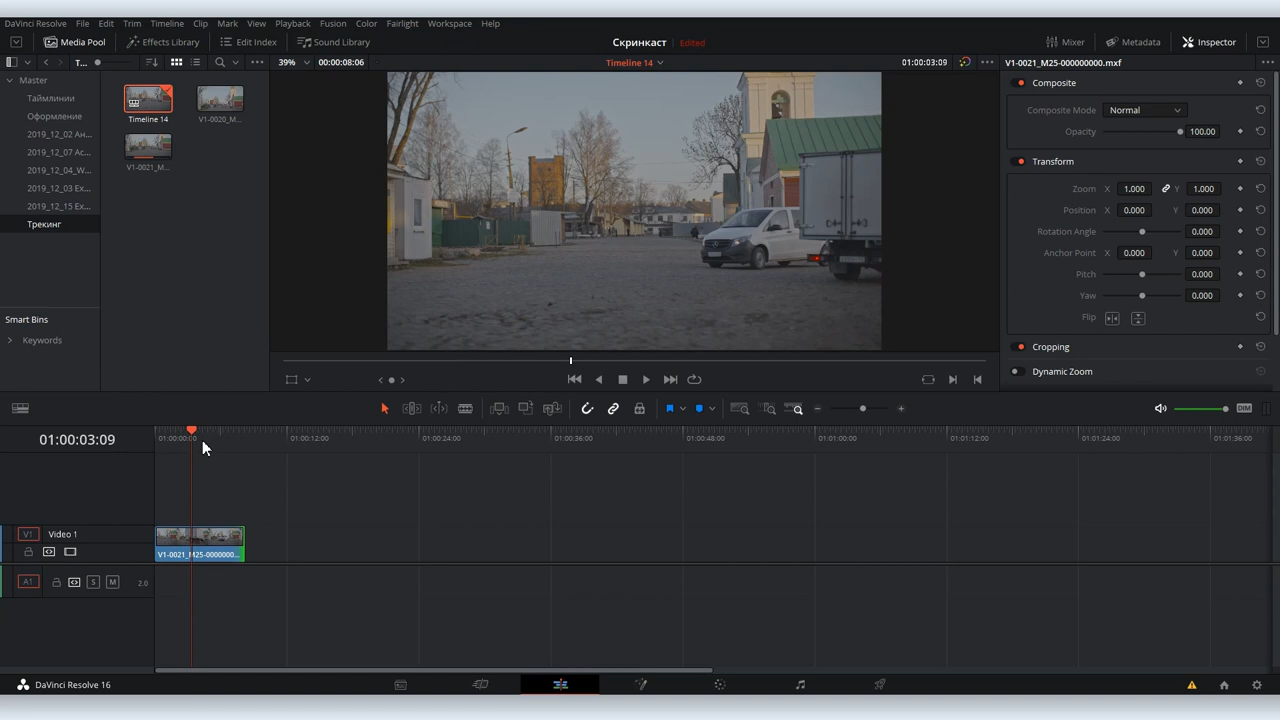 DaVinci Resolve File Edit Trim Timeline Clip Mark View Playback Fusion Color Fairlight Workspace Help
Media Pool Effects Library Edit Index Sound Library Скринкаст Edited Mixer Metadata Inspector
T... 39% 00:00:08:06 Timeline 14 01:00:03:09 V1-0021_M25-000000000.mxf
Master
Таймлинии
Оформление
2019_12_02 Ан...
2019_12_07 Ac...
2019_12_04_W...
2019_12_03 Ex...
2019_12_15 Ex...
Трекинг
Smart Bins
Keywords
Timeline 14
V1-0020_M...
V1-0021_M...
Composite
Composite Mode Normal
Opacity 100.00
Transform
Zoom X 1.000 Y 1.000
Position X 0.000 Y 0.000
Rotation Angle 0.000
Anchor Point X 0.000 Y 0.000
Pitch 0.000
Yaw 0.000
Flip
Cropping
Dynamic Zoom
DIM
01:00:03:09
01:00:00:00 01:00:12:00 01:00:24:00 01:00:36:00 01:00:48:00 01:01:00:00 01:01:12:00 01:01:24:00 01:01:36:00
V1 Video 1
V1-0021_M25-0000000...
A1 S M 2.0
DaVinci Resolve 16